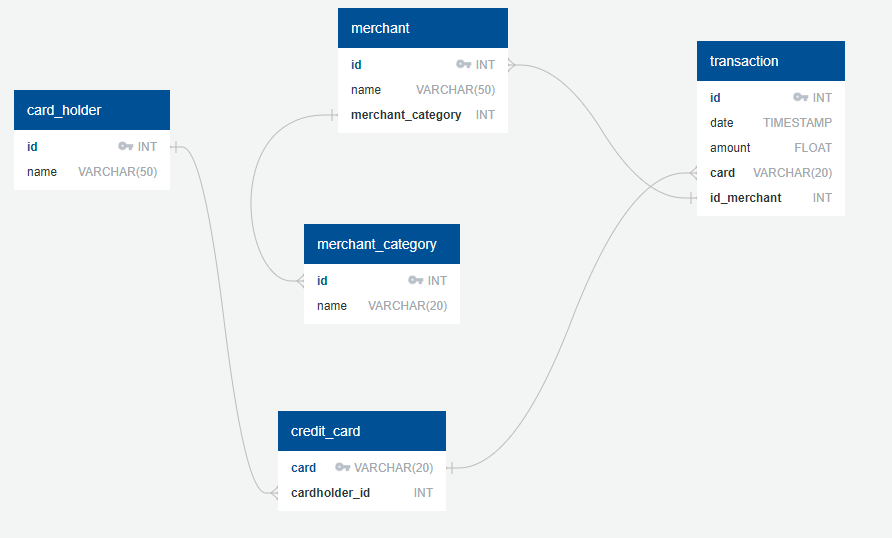 merchant
id INT
name VARCHAR(50)
merchant_category INT
transaction
id INT
date TIMESTAMP
amount FLOAT
card VARCHAR(20)
id_merchant INT
card_holder
id INT
name VARCHAR(50)
merchant_category
id INT
name VARCHAR(20)
credit_card
card VARCHAR(20)
cardholder_id INT